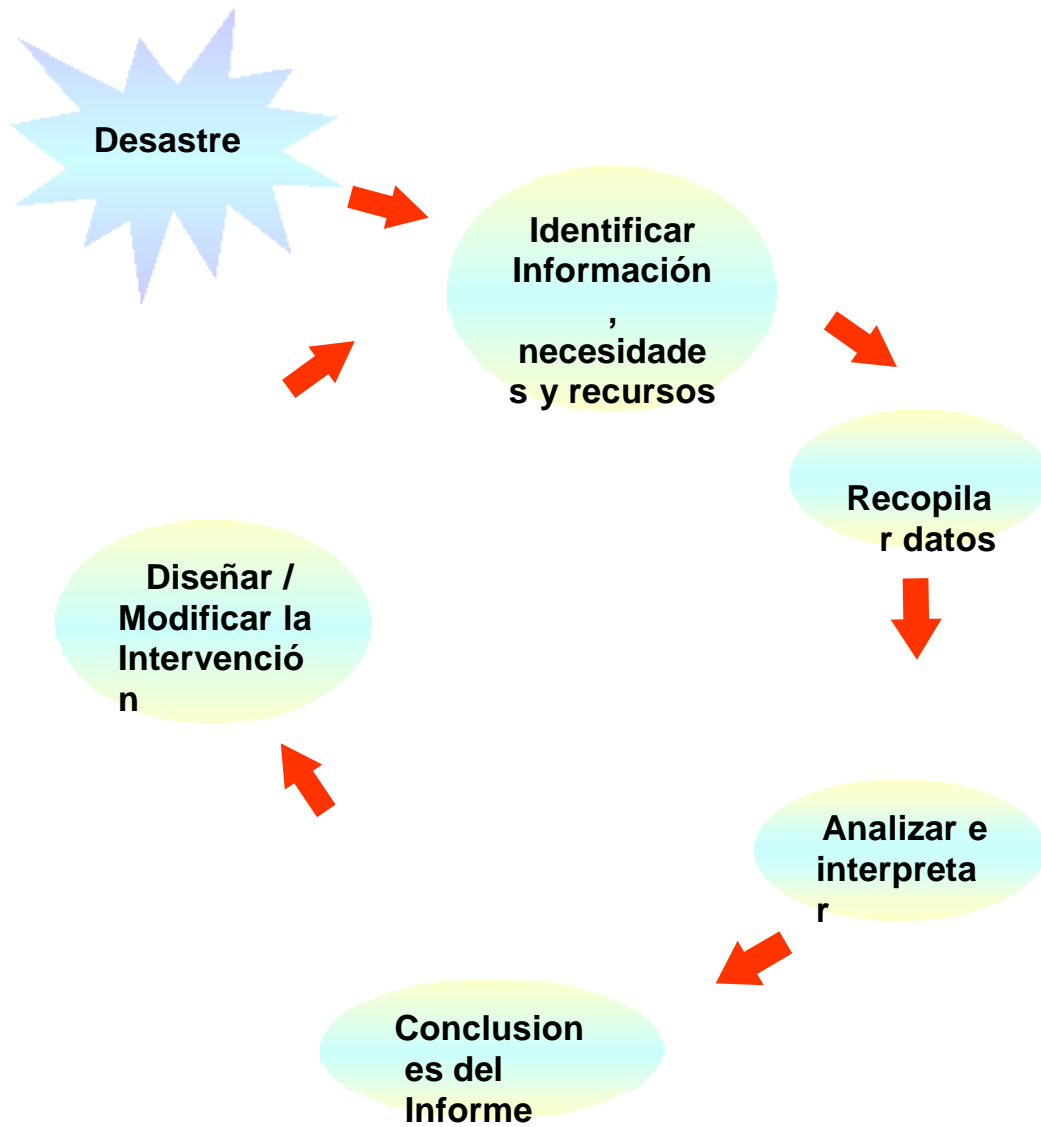 Desastre
Identificar
Información
,
necesidade
s y recursos
Recopila
r datos
Analizar e
interpreta
r
Conclusion
es del
Informe
Diseñar /
Modificar la
Intervenció
n